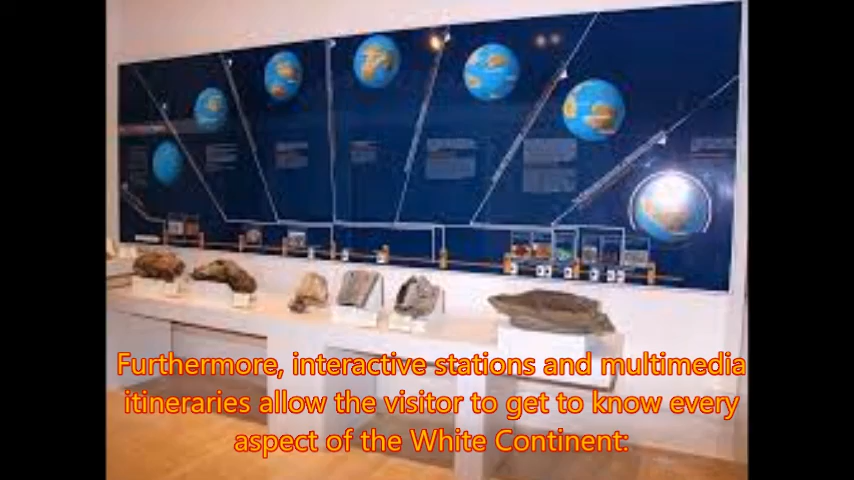 Furthermore, interactive stations and multimedia
itineraries allow the visitor to get to know every
aspect of the White Continent: